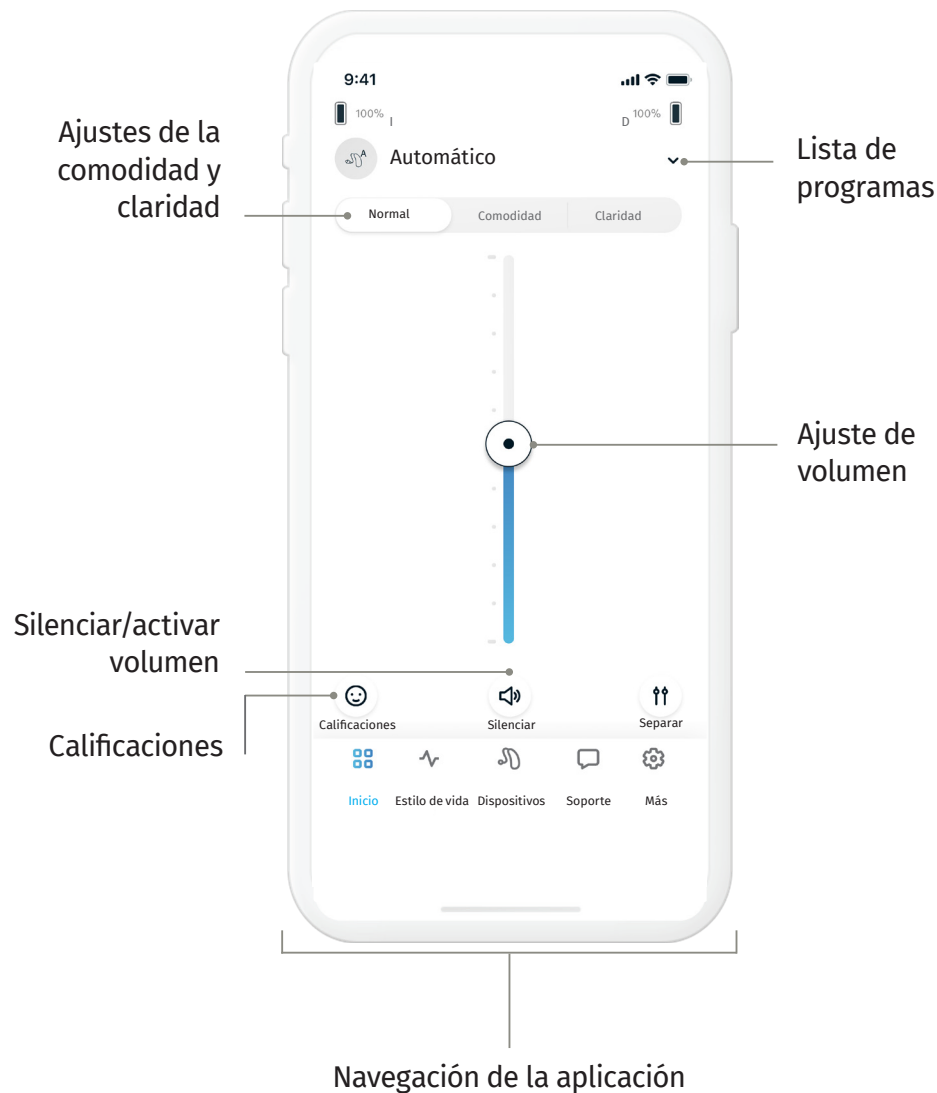 9:41
100% I
D 100%
Automático
Ajustes de la
comodidad y
claridad
Lista de
programas
Normal Comodidad Claridad
Ajuste de
volumen
Silenciar/activar
volumen
Calificaciones Silenciar Separar
Calificaciones
Inicio Estilo de vida Dispositivos Soporte Más
Navegación de la aplicación